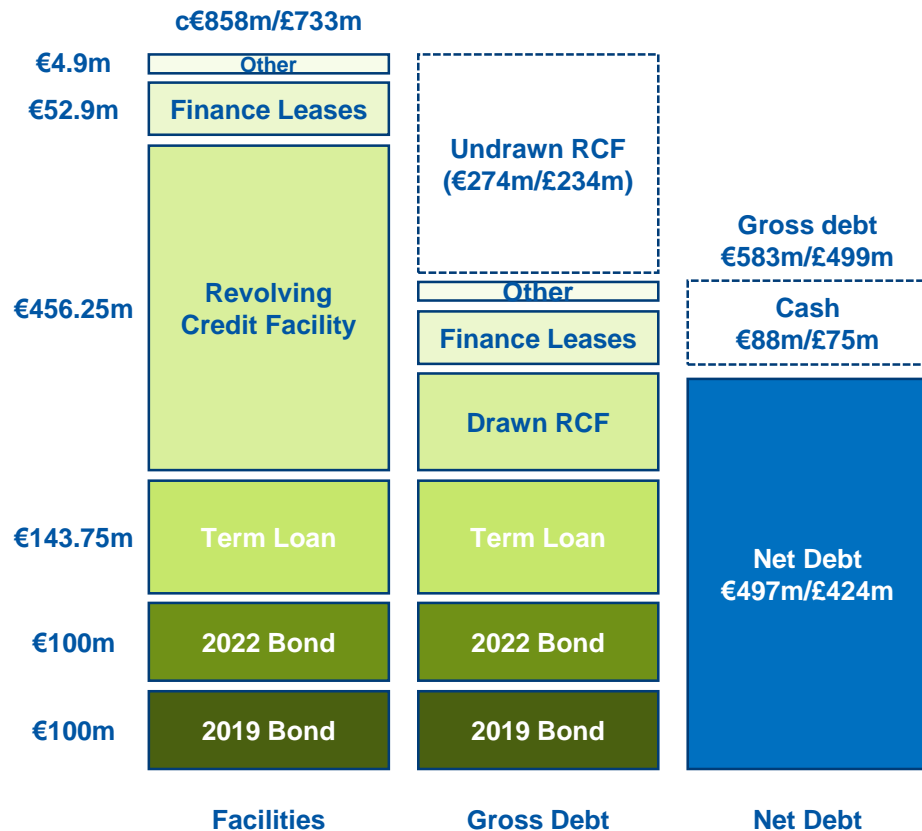 c€858m/£733m
€4.9m
Other
€52.9m
Finance Leases
€456.25m
Revolving
Credit Facility
€143.75m
Term Loan
€100m
2022 Bond
€100m
2019 Bond
Facilities
Undrawn RCF
(€274m/£234m)
Other
Finance Leases
Drawn RCF
Term Loan
2022 Bond
2019 Bond
Gross Debt
Gross debt
€583m/£499m
Cash
€88m/£75m
Net Debt
€497m/£424m
Net Debt